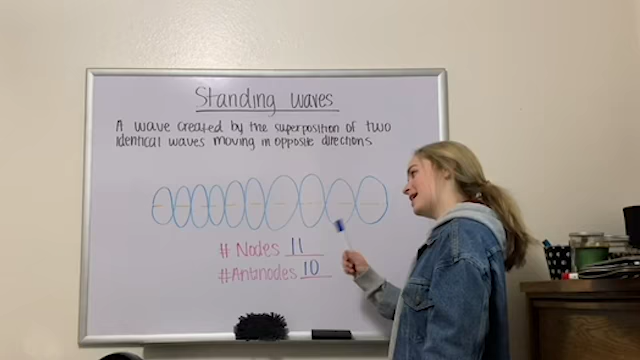 Standing waves
A wave created by the superposition of two
identical waves moving in opposite directions
# Nodes 11
# Antinodes 10